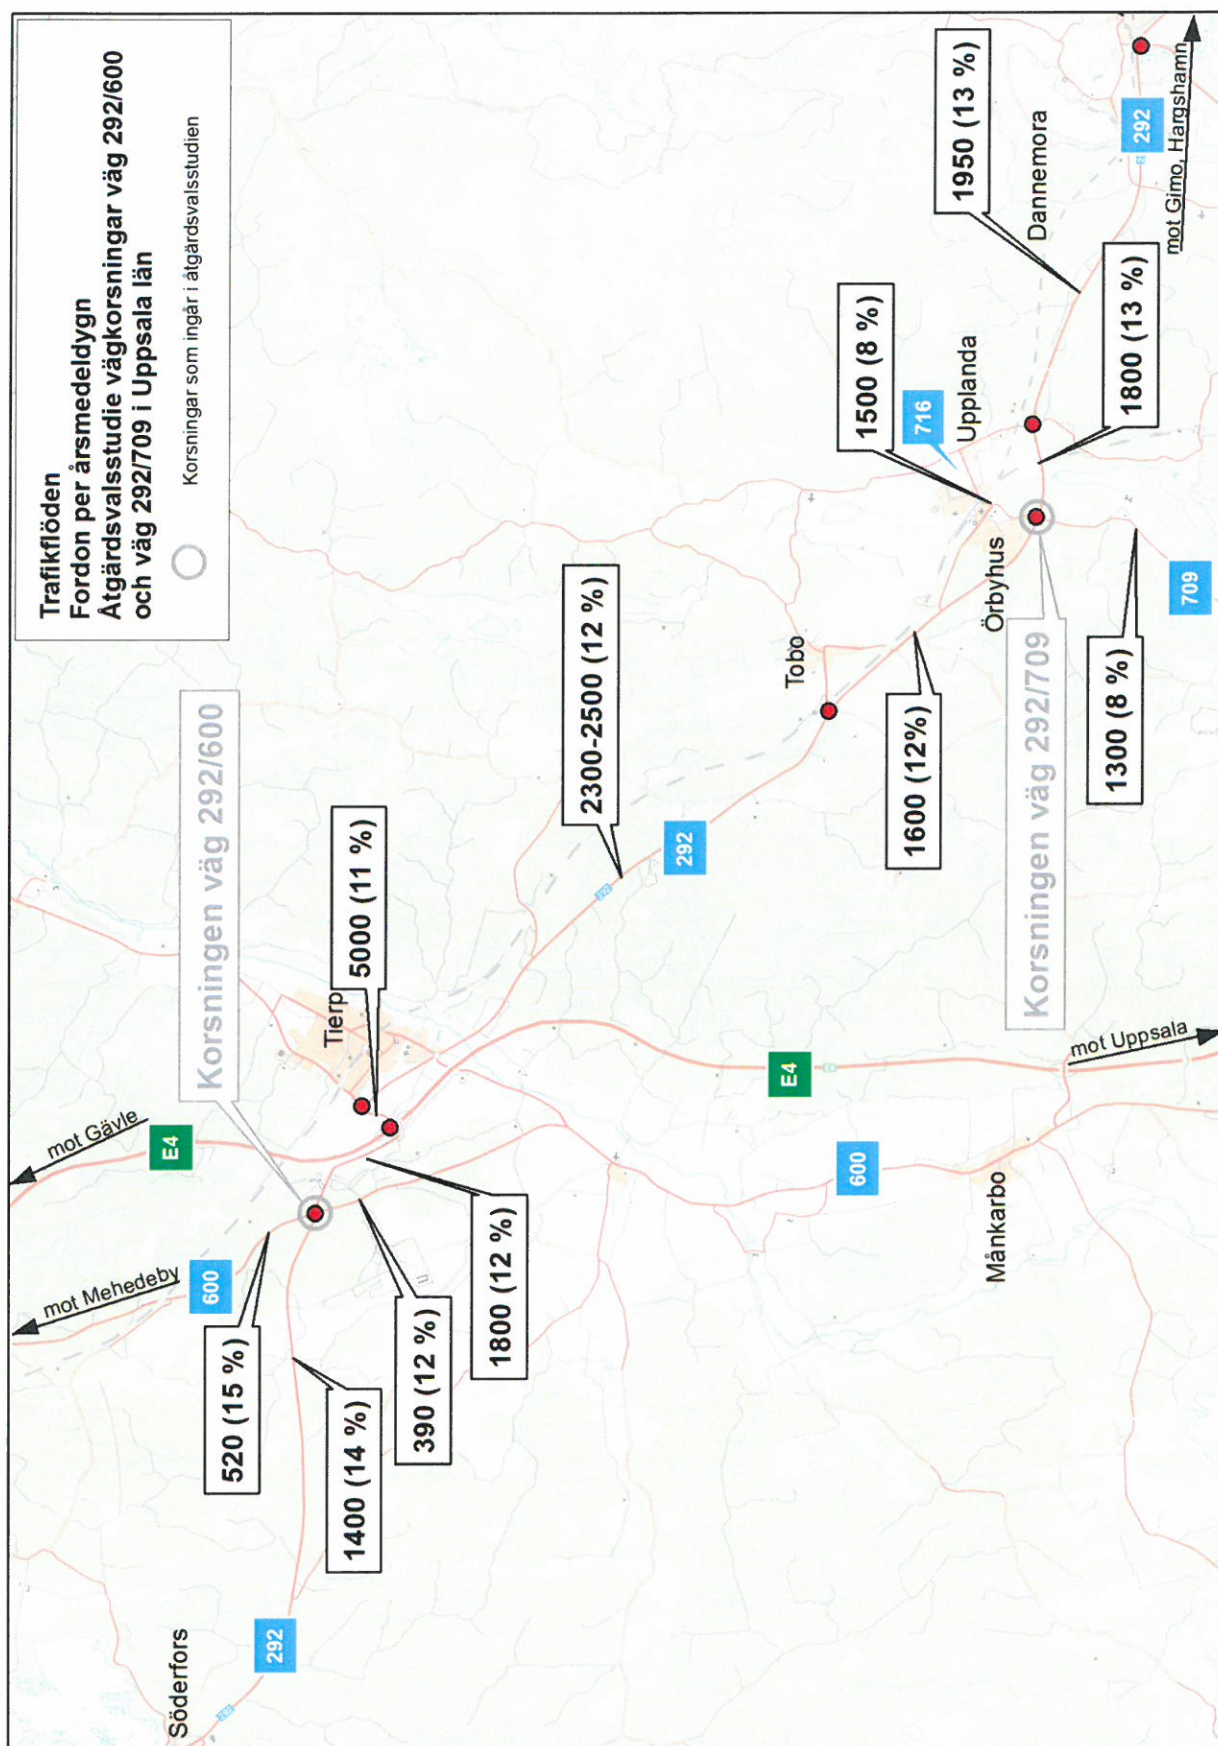 Trafikflöden
Fordon per årsmedeldygn
Åtgärdsvalsstudie vägkorsningar väg 292/600
och väg 292/709 i Uppsala län
Korsningar som ingår i åtgärdsvalsstudien
mot Gävle
E4
Korsningen väg 292/600
mot Mehedeby
600
520 (15 %)
Söderfors
292
1400 (14 %)
390 (12 %)
1800 (12 %)
Tierp
5000 (11 %)
2300-2500 (12 %)
292
292
Tobo
1600 (12%)
1500 (8 %)
716
Upplanda
1950 (13 %)
Dannemora
292
mot Gimo, Hargshamn
1800 (13 %)
Örbyhus
Korsningen väg 292/709
1300 (8 %)
709
E4
mot Uppsala
600
Månkarbo